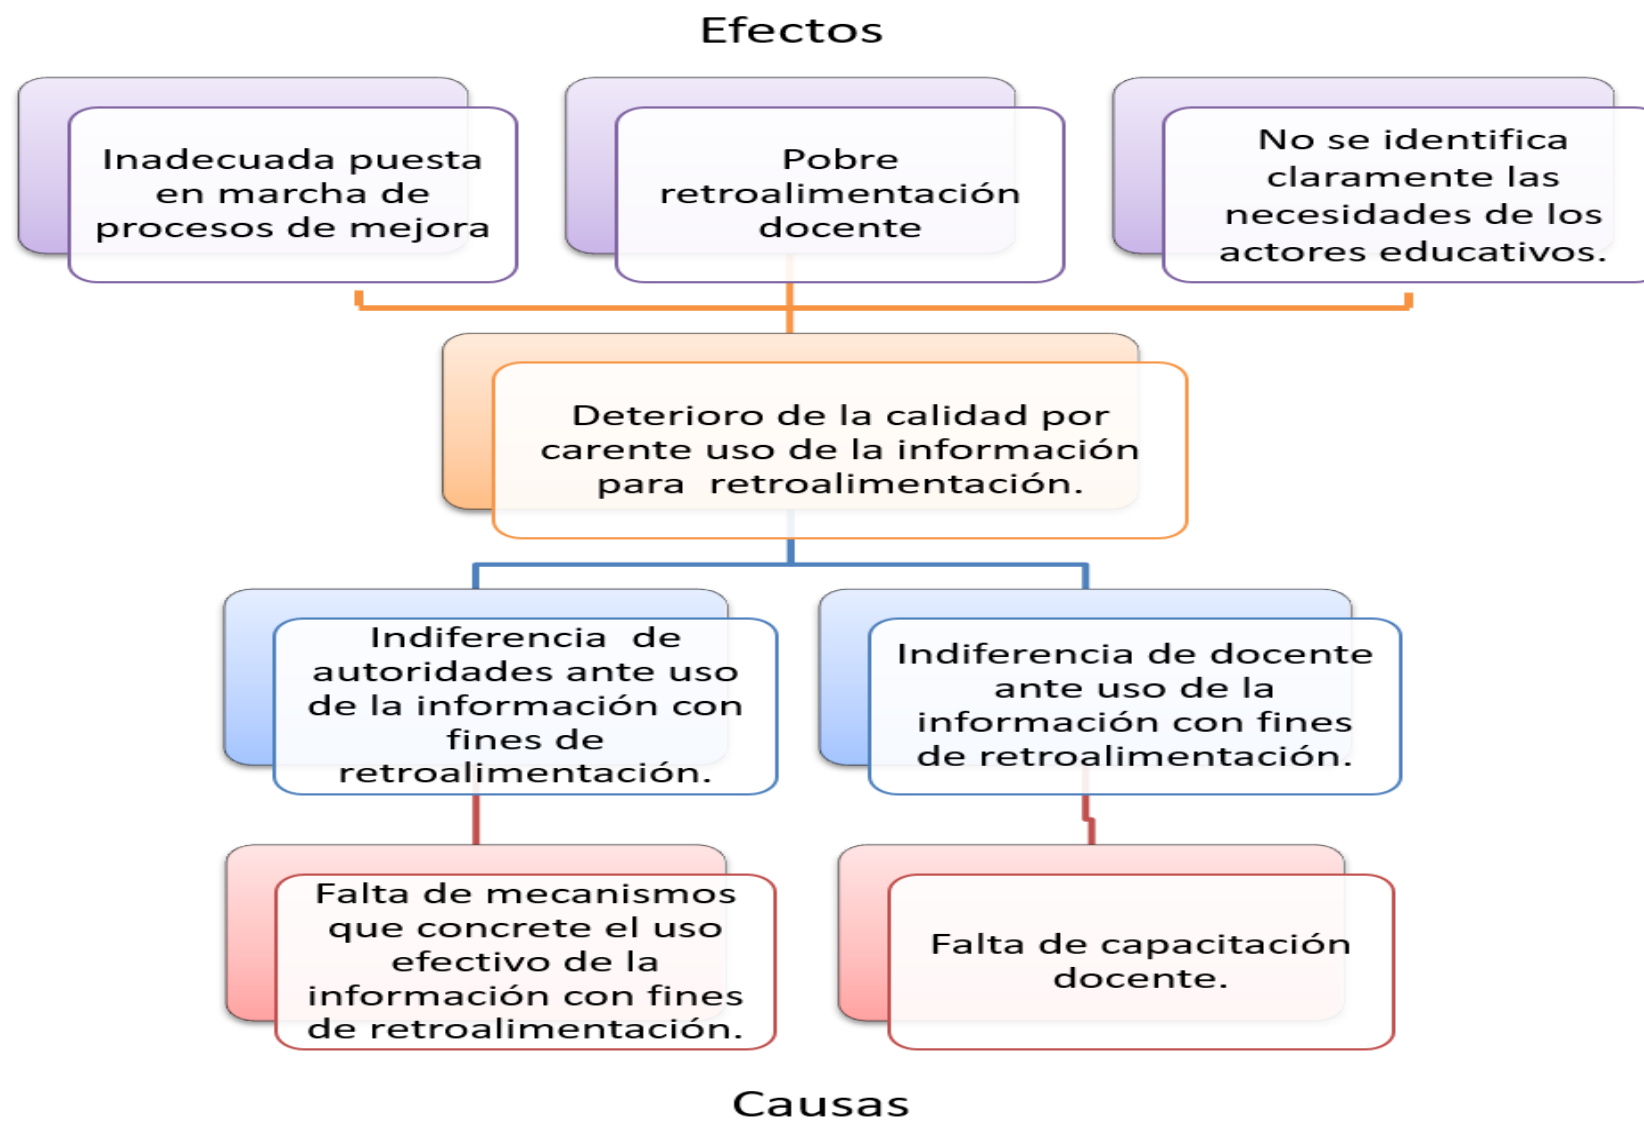 Efectos
Inadecuada puesta
en marcha de
procesos de mejora
Pobre
retroalimentación
docente
No se identifica
claramente las
necesidades de los
actores educativos.
Deterioro de la calidad por
carente uso de la información
para  retroalimentación.
Indiferencia  de
autoridades ante uso
de la información con
fines de
retroalimentación.
Indiferencia de docente
ante uso de la
información con fines
de retroalimentación.
Falta de mecanismos
que concrete el uso
efectivo de la
información con fines
de retroalimentación.
Falta de capacitación
docente.
Causas